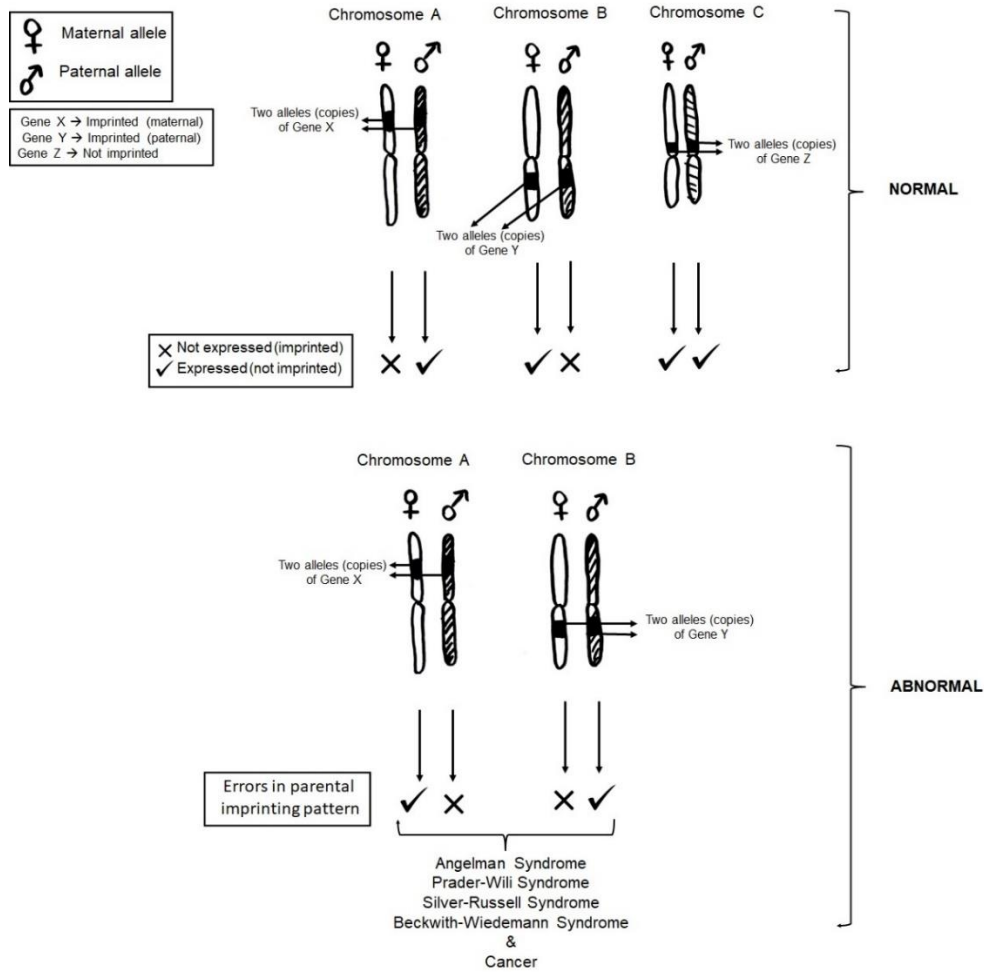 Chromosome A
Chromosome B
Chromosome C
Maternal allele
Paternal allele
Gene X → Imprinted (maternal)
Gene Y → Imprinted (paternal)
Gene Z → Not imprinted
Two alleles (copies)
of Gene X
Two alleles (copies)
of Gene Z
Two alleles (copies)
of Gene Y
NORMAL
Not expressed (imprinted)
Expressed (not imprinted)
Chromosome A
Chromosome B
Two alleles (copies)
of Gene X
Two alleles (copies)
of Gene Y
ABNORMAL
Errors in parental
imprinting pattern
Angelman Syndrome
Prader-Wili Syndrome
Silver-Russell Syndrome
Beckwith-Wiedemann Syndrome
&
Cancer